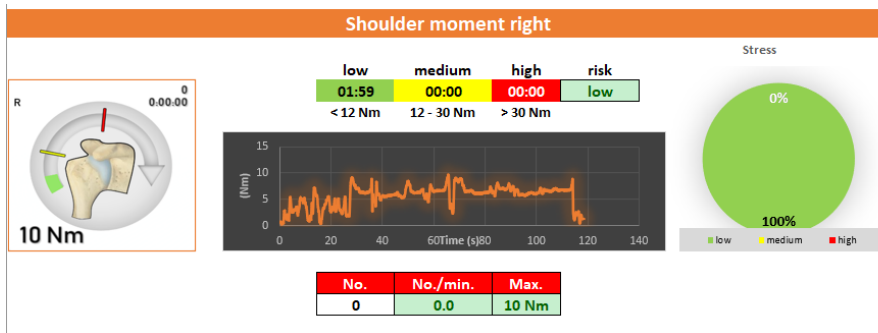 Shoulder moment right
Stress
low medium high risk
01:59 00:00 00:00 low
< 12 Nm 12 - 30 Nm > 30 Nm
0
R 0:00:00
10 Nm
15
10
5
0
(Nm)
0 20 40 60 80 100 120 140
Time (s)
0%
100%
low medium high
No. No./min. Max.
0 0.0 10 Nm